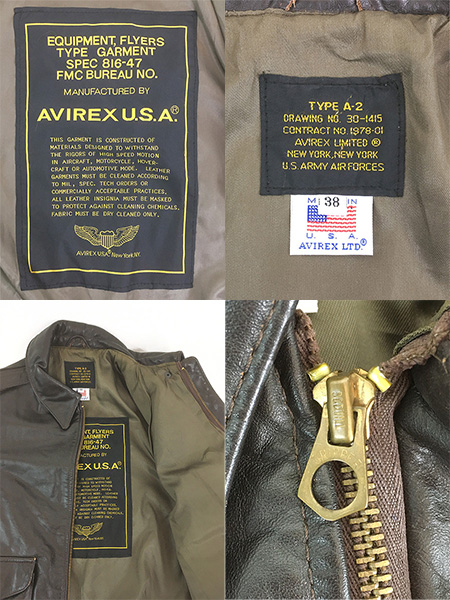 EQUIPMENT, FLYERS
TYPE GARMENT
SPEC 816-47
FMC BUREAU NO.
MANUFACTURED BY
AVIREX U.S.A.®
THIS GARMENT IS CONSTRUCTED OF
MATERIALS DESIGNED TO WITHSTAND
THE RIGORS OF HIGH SPEED MOTION
IN AIRCRAFT, MOTORCYCLE, HOVER-
CRAFT OR AUTOMOTIVE MODE. LEATHER
GARMENTS MUST BE CLEANED ACCORDING
TO MIL. SPEC. TECH ORDERS OR
COMMERCIALLY ACCEPTABLE PRACTICES,
ALL LEATHER INSIGNIA MUST BE MASKED
TO PROTECT AGAINST CLEANING CHEMICALS.
FABRIC MUST BE DRY CLEANED ONLY.
AVIREX USA® New York, NY.
TYPE A-2
DRAWING NO. 30-1415
CONTRACT NO. 1978-01
AVIREX LIMITED ®
NEW YORK, NEW YORK
U.S. ARMY AIR FORCES
M 38 IN
U. S. A.
AVIREX LTD.®
TYPE A-2
EQUIPMENT, FLYERS
GARMENT
816-47
BUREAU NO.
AVIREX U.S.A.®